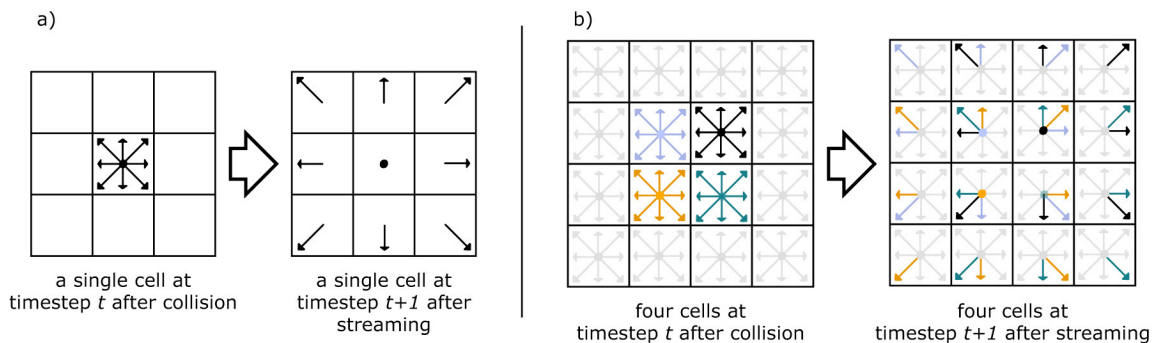 a)
a single cell at
timestep t after collision
a single cell at
timestep t+1 after
streaming
b)
four cells at
timestep t after collision
four cells at
timestep t+1 after streaming